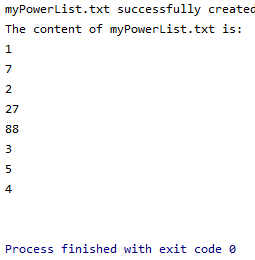 myPowerList.txt successfully created
The content of myPowerList.txt is:
1
7
2
27
88
3
5
4
Process finished with exit code 0